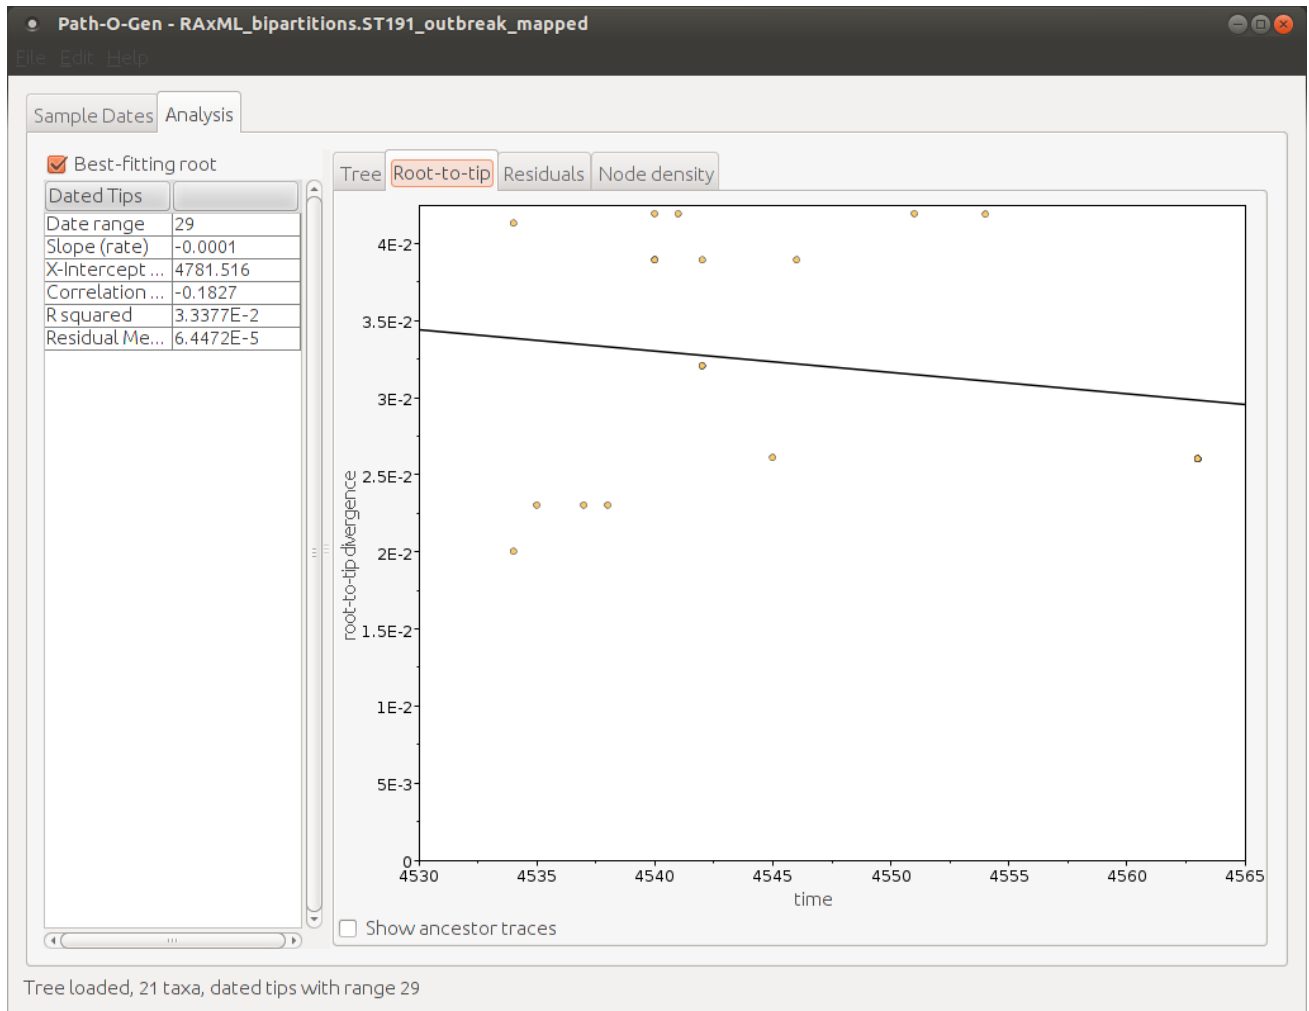 Path-O-Gen - RAxML_bipartitions.ST191_outbreak_mapped
File Edit Help
Sample Dates Analysis
Best-fitting root
Dated Tips
Date range 29
Slope (rate) -0.0001
X-Intercept ... 4781.516
Correlation ... -0.1827
R squared 3.3377E-2
Residual Me... 6.4472E-5
Tree Root-to-tip Residuals Node density
4E-2
3.5E-2
3E-2
2.5E-2
2E-2
1.5E-2
1E-2
5E-3
0
root-to-tip divergence
4530 4535 4540 4545 4550 4555 4560 4565
time
Show ancestor traces
Tree loaded, 21 taxa, dated tips with range 29